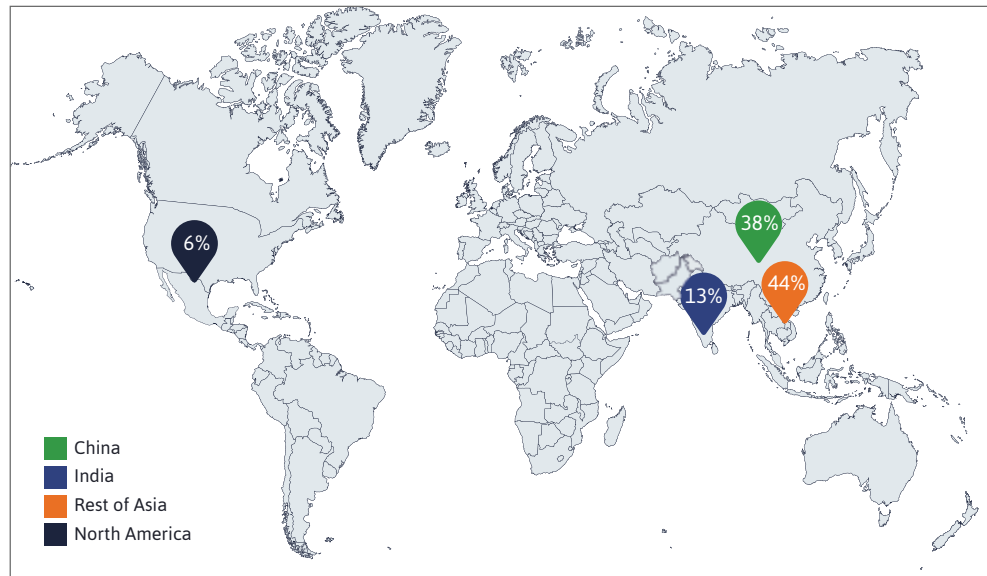 38%
6%
44%
13%
China
India
Rest of Asia
North America